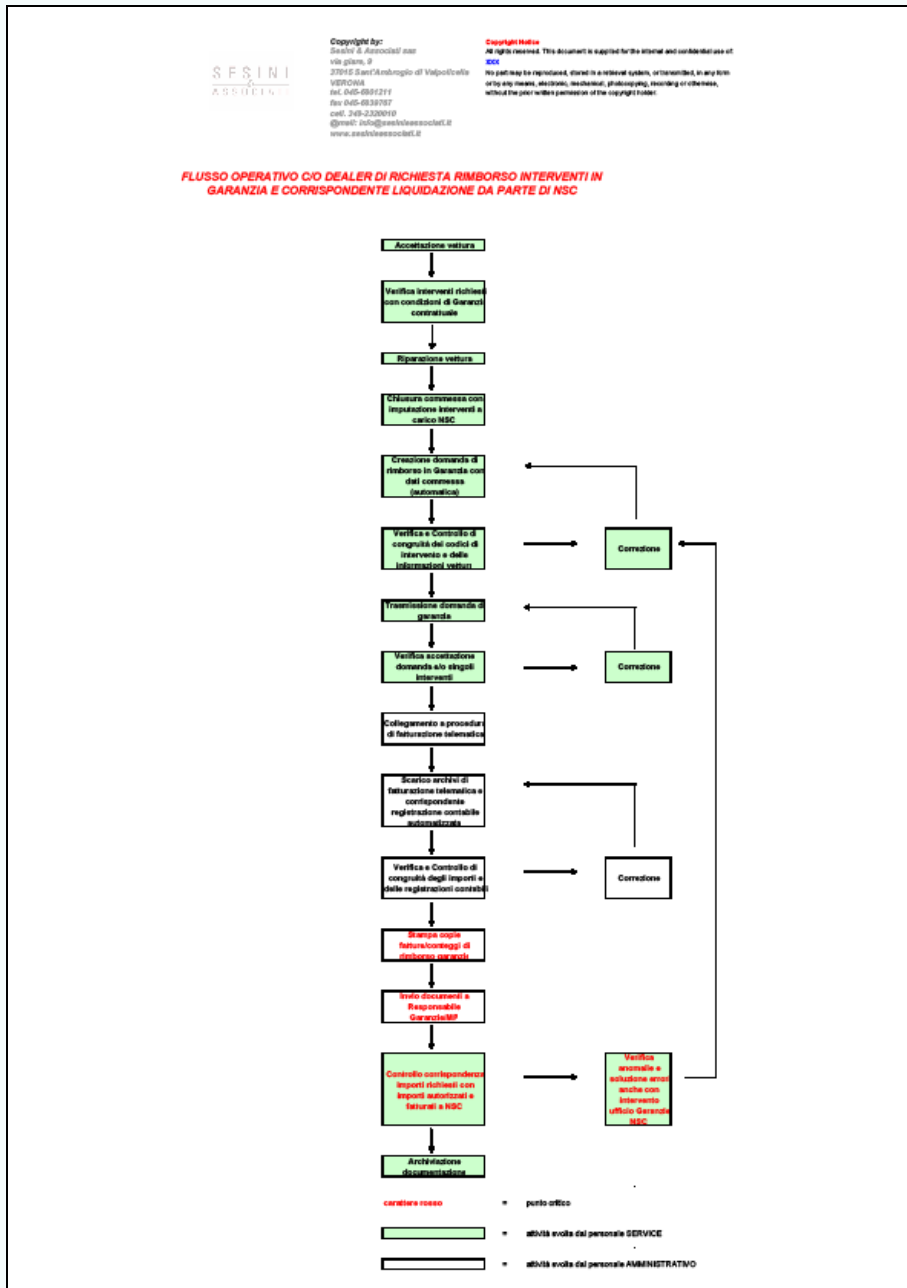 SESINI
&
ASSOCIATI
Copyright by:
Sesini & Associati sas
via giare, 9
37015 Sant'Ambrogio di Valpolicella
VERONA
tel. 045-6861211
fax 045-6839767
cell. 349-2320010
@mail: info@sesiniassociati.it
www.sesiniassociati.it
Copyright Notice
All rights reserved. This document is supplied for the internal and confidential use of:
XXX
No part may be reproduced, stored in a retrieval system, or transmitted, in any form
or by any means, electronic, mechanical, photocopying, recording or otherwise,
without the prior written permission of the copyright holder.
FLUSSO OPERATIVO C/O DEALER DI RICHIESTA RIMBORSO INTERVENTI IN
GARANZIA E CORRISPONDENTE LIQUIDAZIONE DA PARTE DI NSC
Accettazione vettura
Verifica interventi richiesti
con condizioni di Garanzia
contrattuale
Riparazione vettura
Chiusura commessa con
imputazione interventi a
carico NSC
Creazione domanda di
rimborso in Garanzia con
dati commessa
(automatica)
Verifica e Controllo di
congruità dei codici di
intervento e delle
informazioni vettura
Correzione
Trasmissione domanda di
garanzia
Verifica accettazione
domanda e/o singoli
interventi
Correzione
Collegamento a procedura
di fatturazione telematica
Scarico archivi di
fatturazione telematica e
corrispondente
registrazione contabile
automatizzata
Verifica e Controllo di
congruità degli importi e
delle registrazioni contabili
Correzione
Stampa copie
fatture/conteggi di
rimborso garanzie
Invio documenti a
Responsabile
Garanzie/MP
Controllo corrispondenza
importi richiesti con
importi autorizzati e
fatturati a NSC
Verifica
anomalie e
soluzione errori
anche con
intervento
ufficio Garanzie
NSC
Archiviazione
documentazione
carattere rosso = punto critico
= attività svolta dal personale SERVICE
= attività svolta dal personale AMMINISTRATIVO